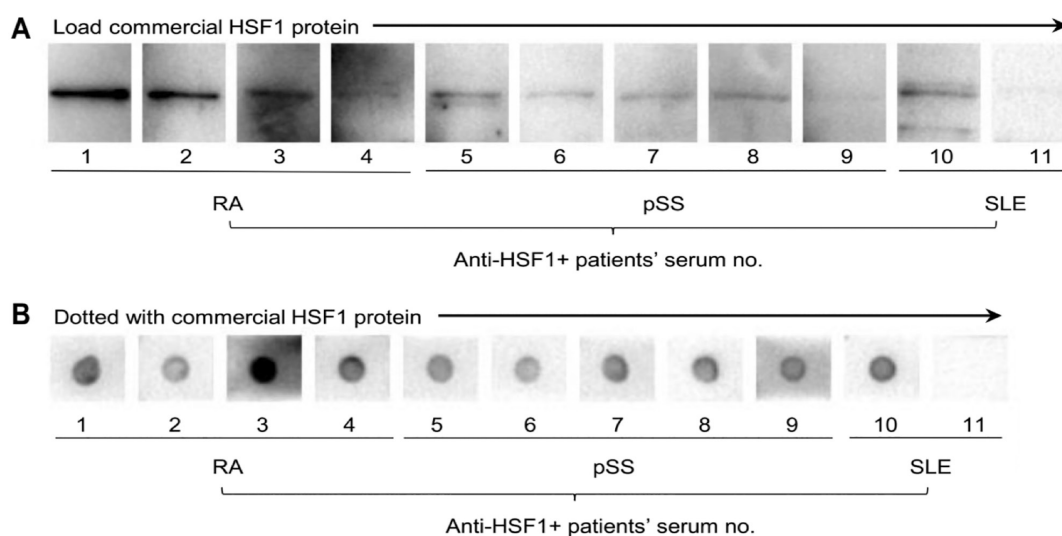 A Load commercial HSF1 protein
1 2 3 4 5 6 7 8 9 10 11
RA pSS SLE
Anti-HSF1+ patients’ serum no.
B Dotted with commercial HSF1 protein
1 2 3 4 5 6 7 8 9 10 11
RA pSS SLE
Anti-HSF1+ patients’ serum no.